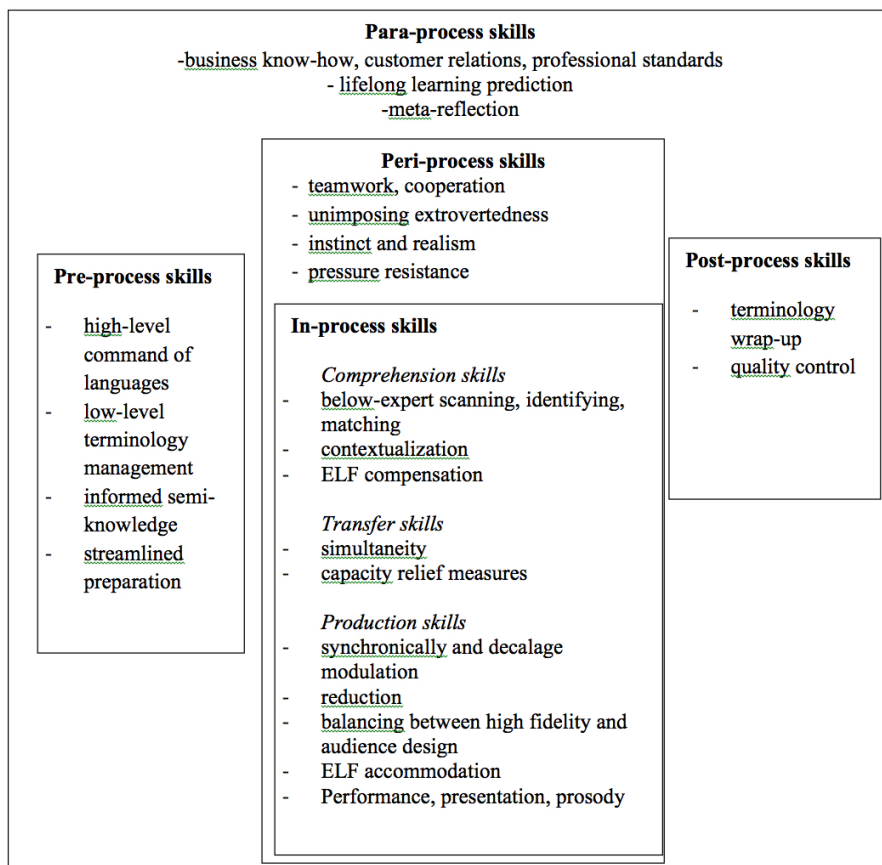 Para-process skills
-business know-how, customer relations, professional standards
- lifelong learning prediction
-meta-reflection
Peri-process skills
- teamwork, cooperation
- unimposing extrovertedness
- instinct and realism
- pressure resistance
Pre-process skills
- high-level
command of
languages
- low-level
terminology
management
- informed semi-
knowledge
- streamlined
preparation
In-process skills
Comprehension skills
- below-expert scanning, identifying,
matching
- contextualization
- ELF compensation
Transfer skills
- simultaneity
- capacity relief measures
Production skills
- synchronically and decalage
modulation
- reduction
- balancing between high fidelity and
audience design
- ELF accommodation
- Performance, presentation, prosody
Post-process skills
- terminology
wrap-up
- quality control